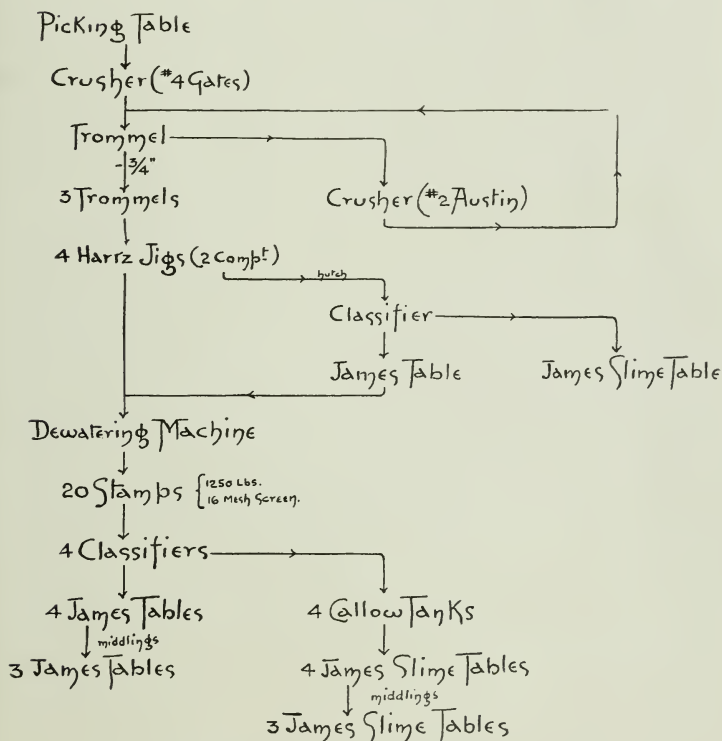 Picking Table
Crusher (#4 Gates)
Trommel
- 3/4"
3 Trommels
Crusher (#2 Austin)
4 Harrz Jigs (2 Compt)
hutch
Classifier
James Table
James Slime Table
Dewatering Machine
20 Stamps { 1250 Lbs.
16 Mesh Screen.
4 Classifiers
4 James Tables
4 Callow Tanks
middlings
3 James Tables
4 James Slime Tables
middlings
3 James Slime Tables